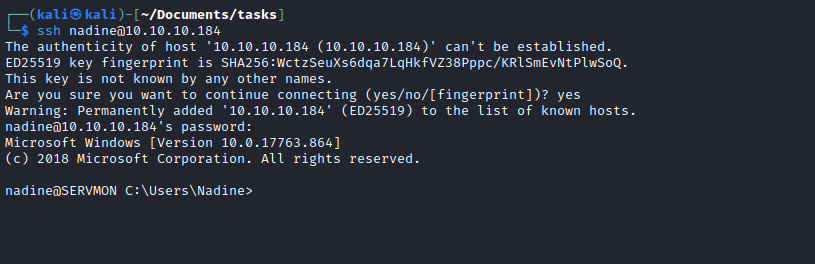 ┌──(kali㉿kali)-[~/Documents/tasks]
└─$ ssh nadine@10.10.10.184
The authenticity of host '10.10.10.184 (10.10.10.184)' can't be established.
ED25519 key fingerprint is SHA256:WctzSeuXs6dqa7LqHkfVZ38Pppc/KRlSmEvNtPlwSoQ.
This key is not known by any other names.
Are you sure you want to continue connecting (yes/no/[fingerprint])? yes
Warning: Permanently added '10.10.10.184' (ED25519) to the list of known hosts.
nadine@10.10.10.184's password:
Microsoft Windows [Version 10.0.17763.864]
(c) 2018 Microsoft Corporation. All rights reserved.
nadine@SERVMON C:\Users\Nadine>